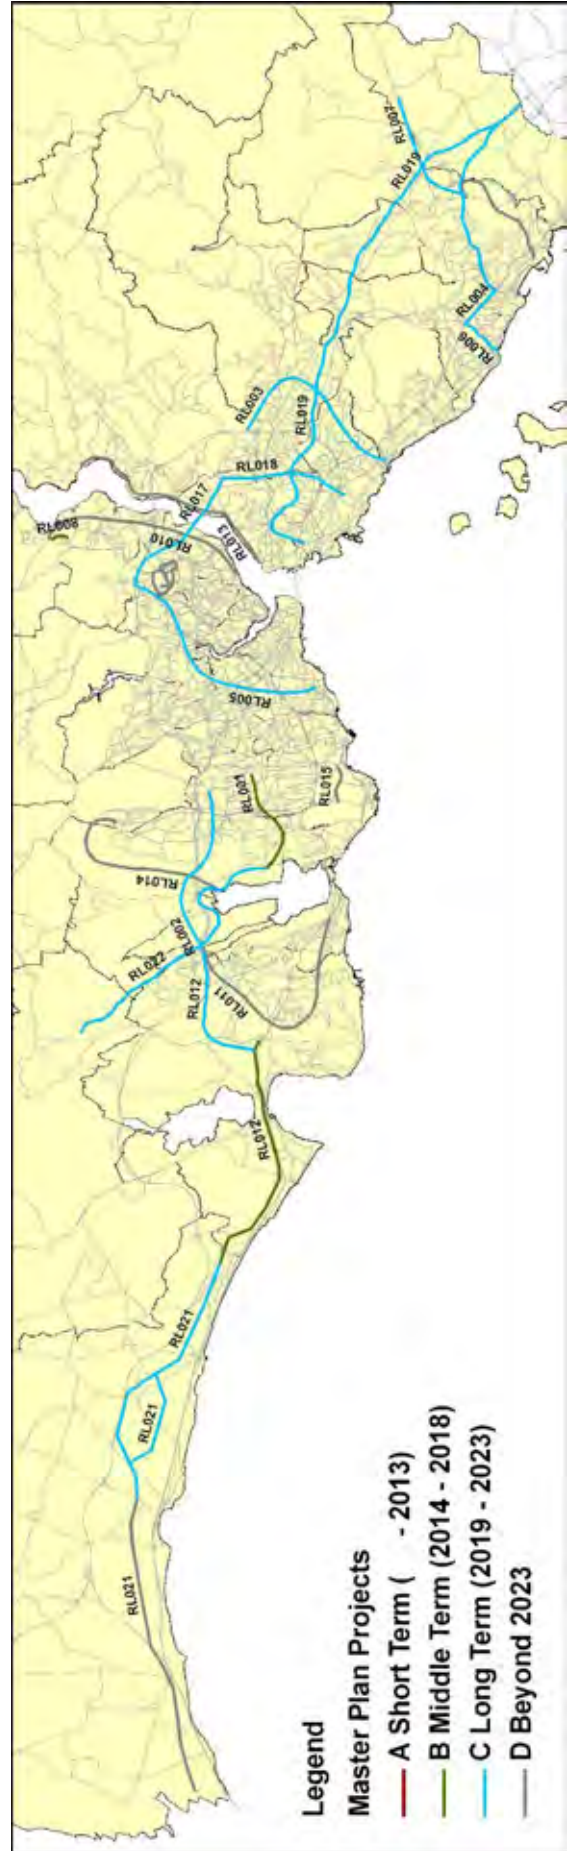 RL007
RL019
RL004
RL006
RL003
RL019
RL018
RL017
RL013
RL010
RL008
RL005
RL001
RL015
RL014
RL002
RL022
RL012
RL011
RL012
RL021
RL021
RL021
Legend
Master Plan Projects
A Short Term (    - 2013)
B Middle Term (2014 - 2018)
C Long Term (2019 - 2023)
D Beyond 2023